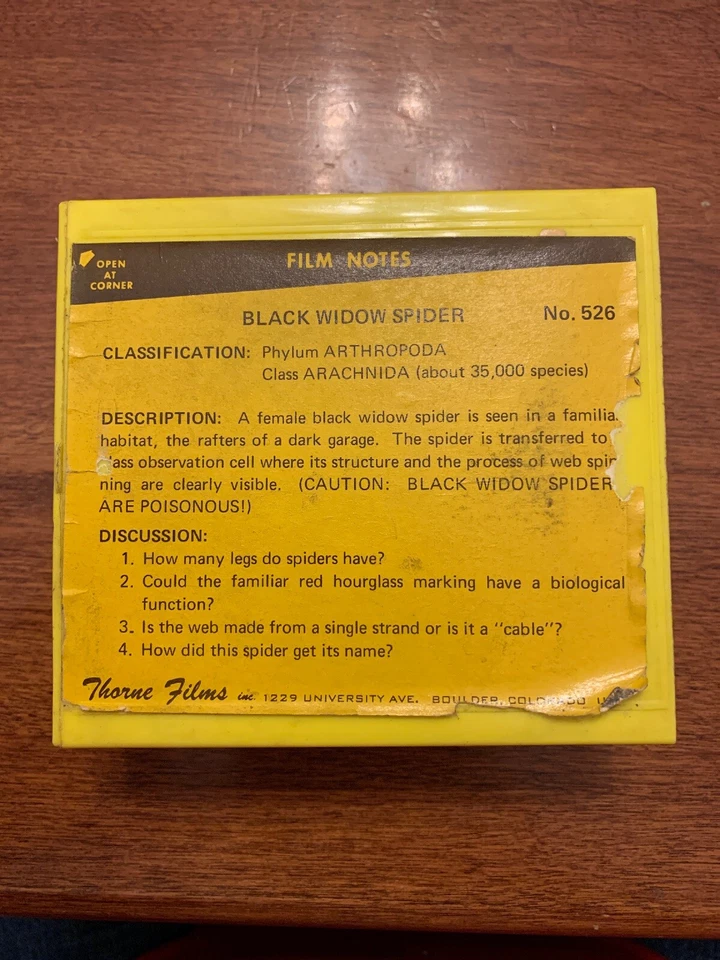 OPEN
AT
CORNER
FILM NOTES
BLACK WIDOW SPIDER No. 526
CLASSIFICATION: Phylum ARTHROPODA
Class ARACHNIDA (about 35,000 species)
DESCRIPTION: A female black widow spider is seen in a familia
habitat, the rafters of a dark garage. The spider is transferred to
ass observation cell where its structure and the process of web spin
ning are clearly visible. (CAUTION: BLACK WIDOW SPIDER
ARE POISONOUS!)
DISCUSSION:
1. How many legs do spiders have?
2. Could the familiar red hourglass marking have a biological
function?
3. Is the web made from a single strand or is it a "cable"?
4. How did this spider get its name?
Thorne Films inc. 1229 UNIVERSITY AVE. BOULDER, COLORADO